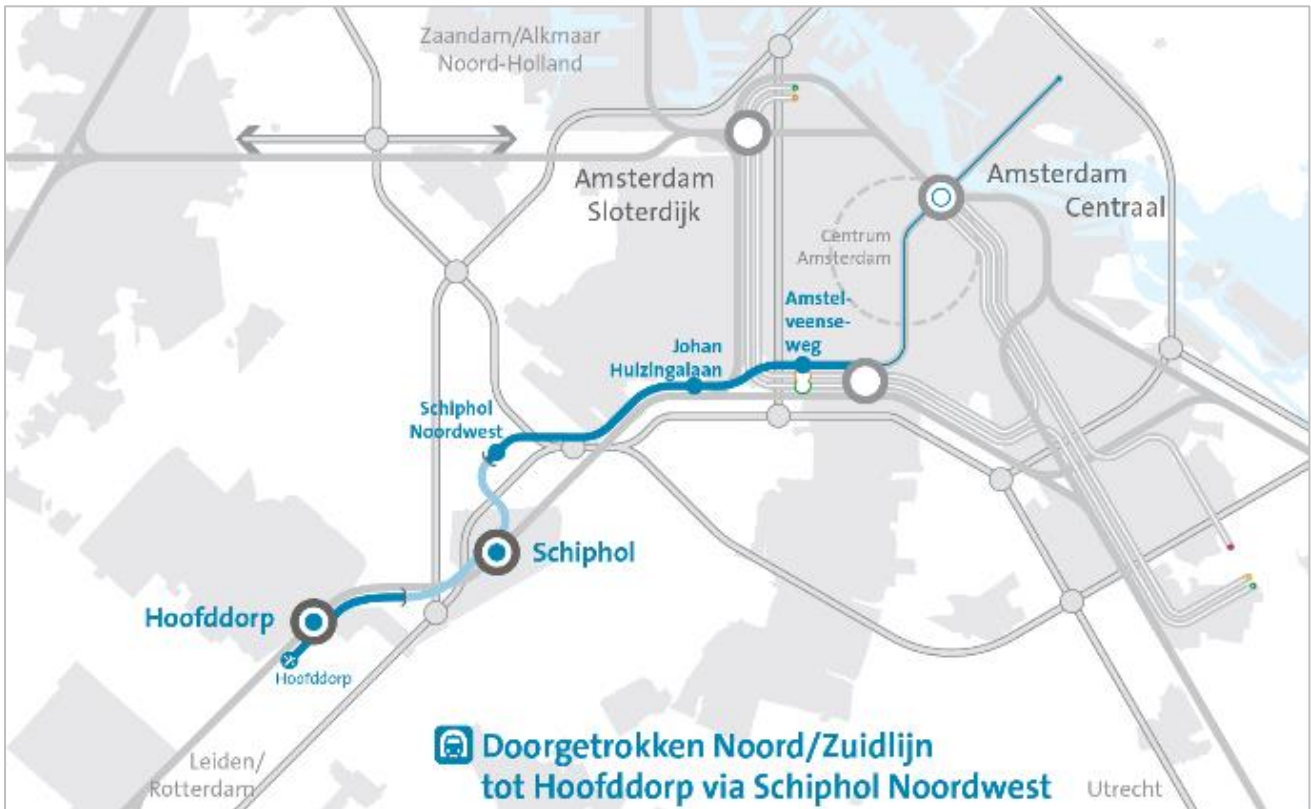 Zaandam/Alkmaar
Noord-Holland
Amsterdam
Sloterdijk
Amsterdam
Centraal
Centrum
Amsterdam
Amstel-
veense-
weg
Johan
Huizingalaan
Schiphol
Noordwest
Schiphol
Hoofddorp
Hoofddorp
Leiden/
Rotterdam
Doorgetrokken Noord/Zuidlijn
tot Hoofddorp via Schiphol Noordwest
Utrecht